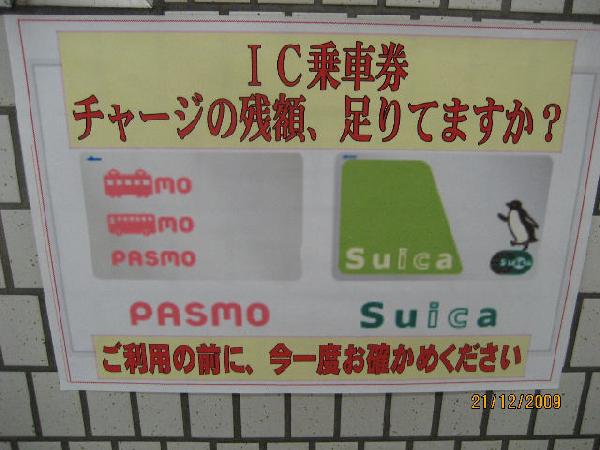 IC乗車券
チャージの残額、足りてますか？
mo
mo
PASMO
Suica
Suica
PASMO
Suica
ご利用の前に、今一度お確かめください
21/12/2009